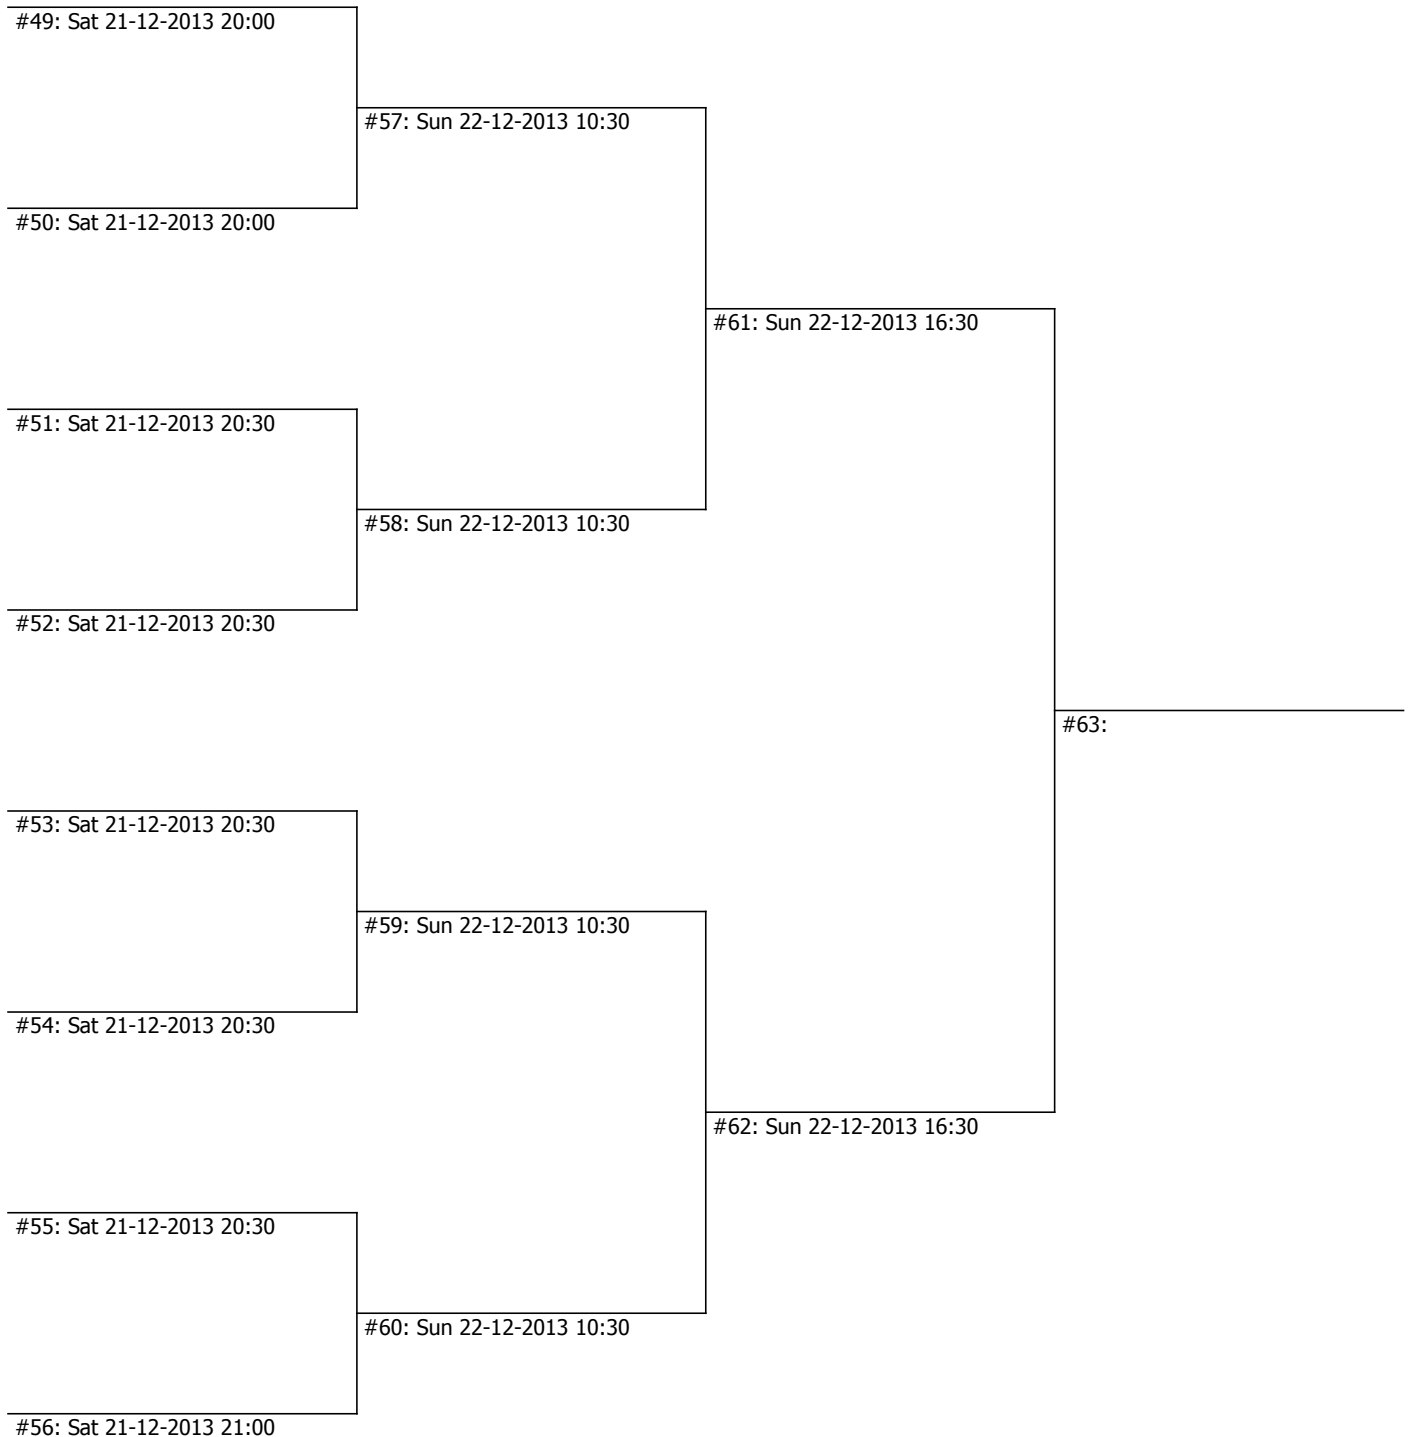 #49: Sat 21-12-2013 20:00
#57: Sun 22-12-2013 10:30
#50: Sat 21-12-2013 20:00
#61: Sun 22-12-2013 16:30
#51: Sat 21-12-2013 20:30
#58: Sun 22-12-2013 10:30
#52: Sat 21-12-2013 20:30
#63:
#53: Sat 21-12-2013 20:30
#59: Sun 22-12-2013 10:30
#54: Sat 21-12-2013 20:30
#62: Sun 22-12-2013 16:30
#55: Sat 21-12-2013 20:30
#60: Sun 22-12-2013 10:30
#56: Sat 21-12-2013 21:00